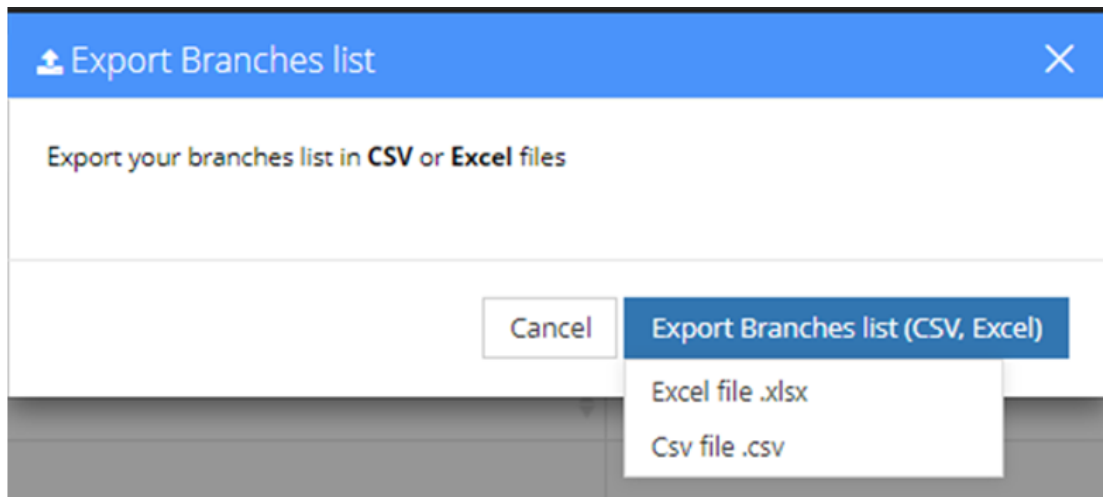 Export Branches list
Export your branches list in CSV or Excel files
Cancel
Export Branches list (CSV, Excel)
Excel file .xlsx
Csv file .csv